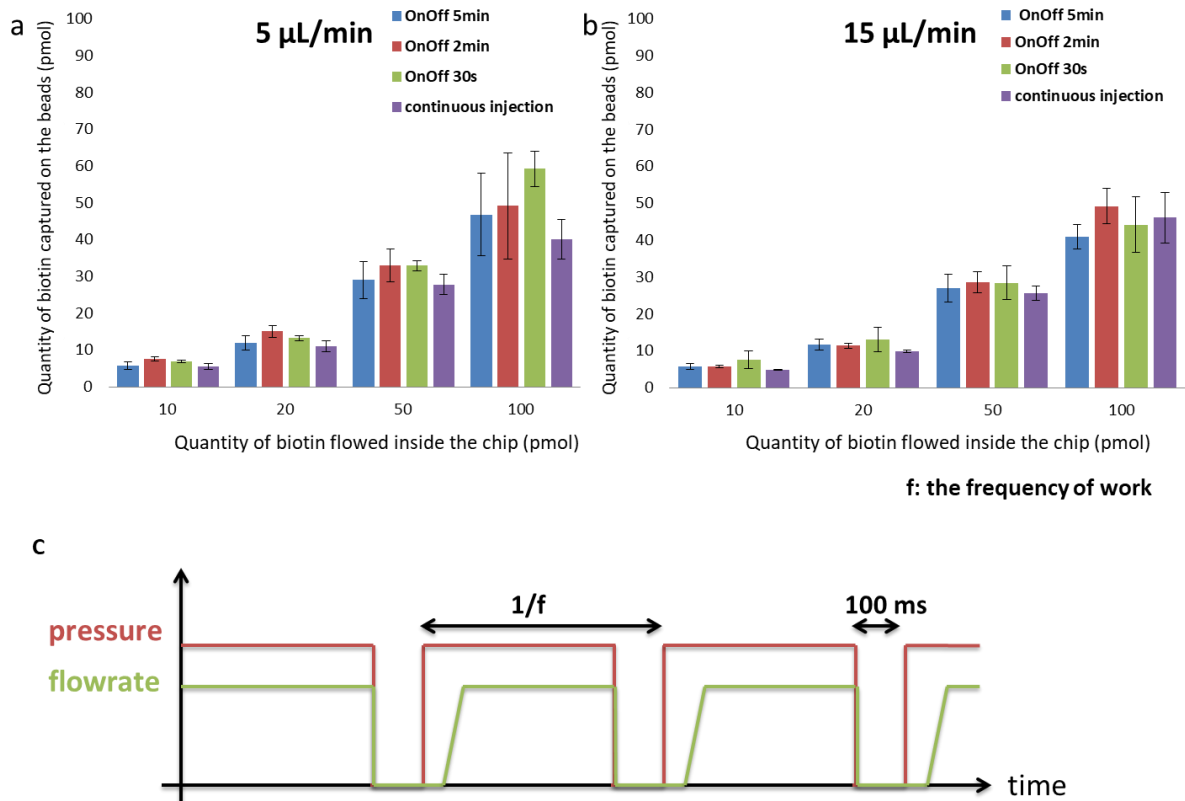 a
5 µL/min
OnOff 5min
OnOff 2min
OnOff 30s
continuous injection
Quantity of biotin captured on the beads (pmol)
100
90
80
70
60
50
40
30
20
10
0
10 20 50 100
Quantity of biotin flowed inside the chip (pmol)
b
15 µL/min
OnOff 5min
OnOff 2min
OnOff 30s
continuous injection
Quantity of biotin captured on the beads (pmol)
100
90
80
70
60
50
40
30
20
10
0
10 20 50 100
Quantity of biotin flowed inside the chip (pmol)
f: the frequency of work
c
1/f
100 ms
pressure
flowrate
time